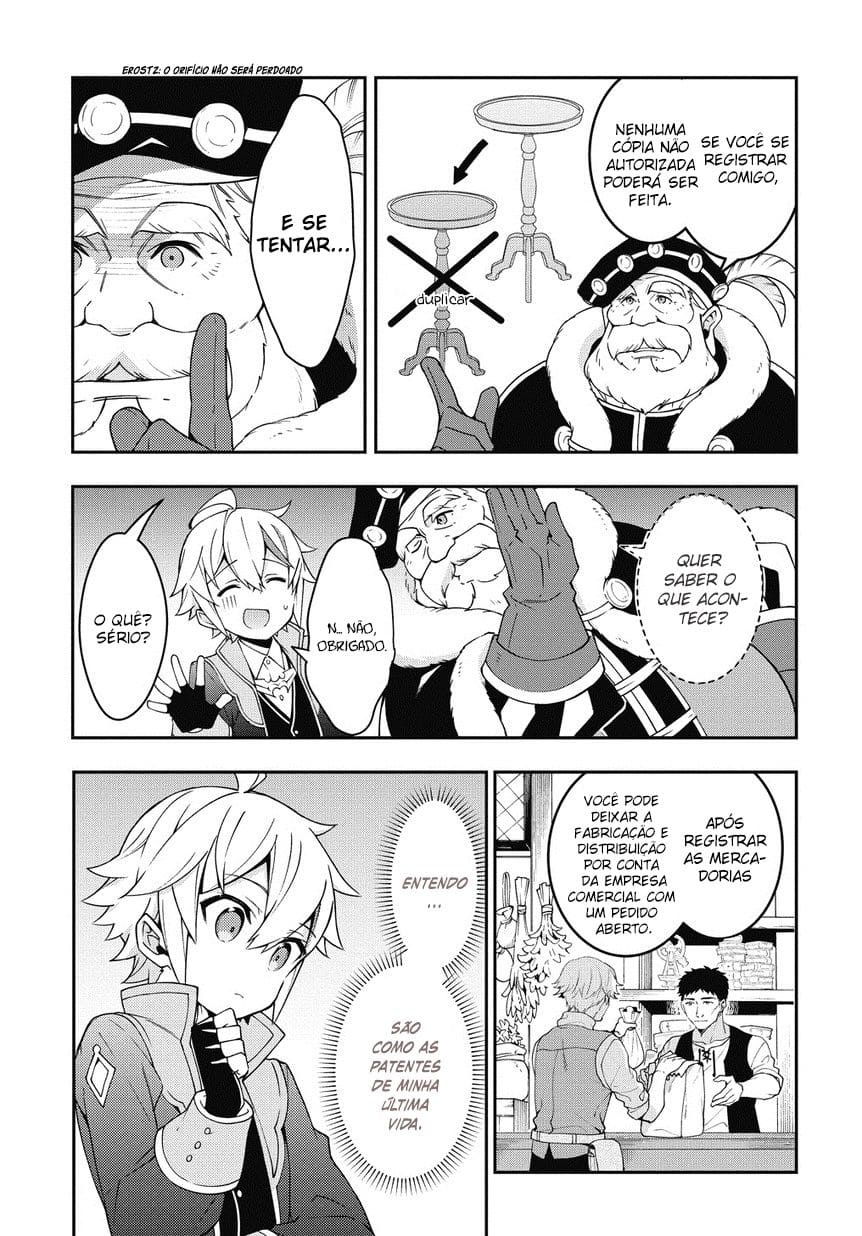 EROSTZ: O ORIFÍCIO NÃO SERÁ PERDOADO
SE VOCÊ SE
REGISTRAR
COMIGO,
NENHUMA
CÓPIA NÃO
AUTORIZADA
PODERÁ SER
FEITA.
duplicar
E SE
TENTAR...
QUER
SABER O
QUE ACON-
TECE?
N... NÃO,
OBRIGADO.
O QUÊ?
SÉRIO?
APÓS
REGISTRAR
AS MERCA-
DORIAS
VOCÊ PODE
DEIXAR A
FABRICAÇÃO E
DISTRIBUIÇÃO
POR CONTA
DA EMPRESA
COMERCIAL COM
UM PEDIDO
ABERTO.
ENTENDO
...
SÃO
COMO AS
PATENTES
DE MINHA
ÚLTIMA
VIDA.